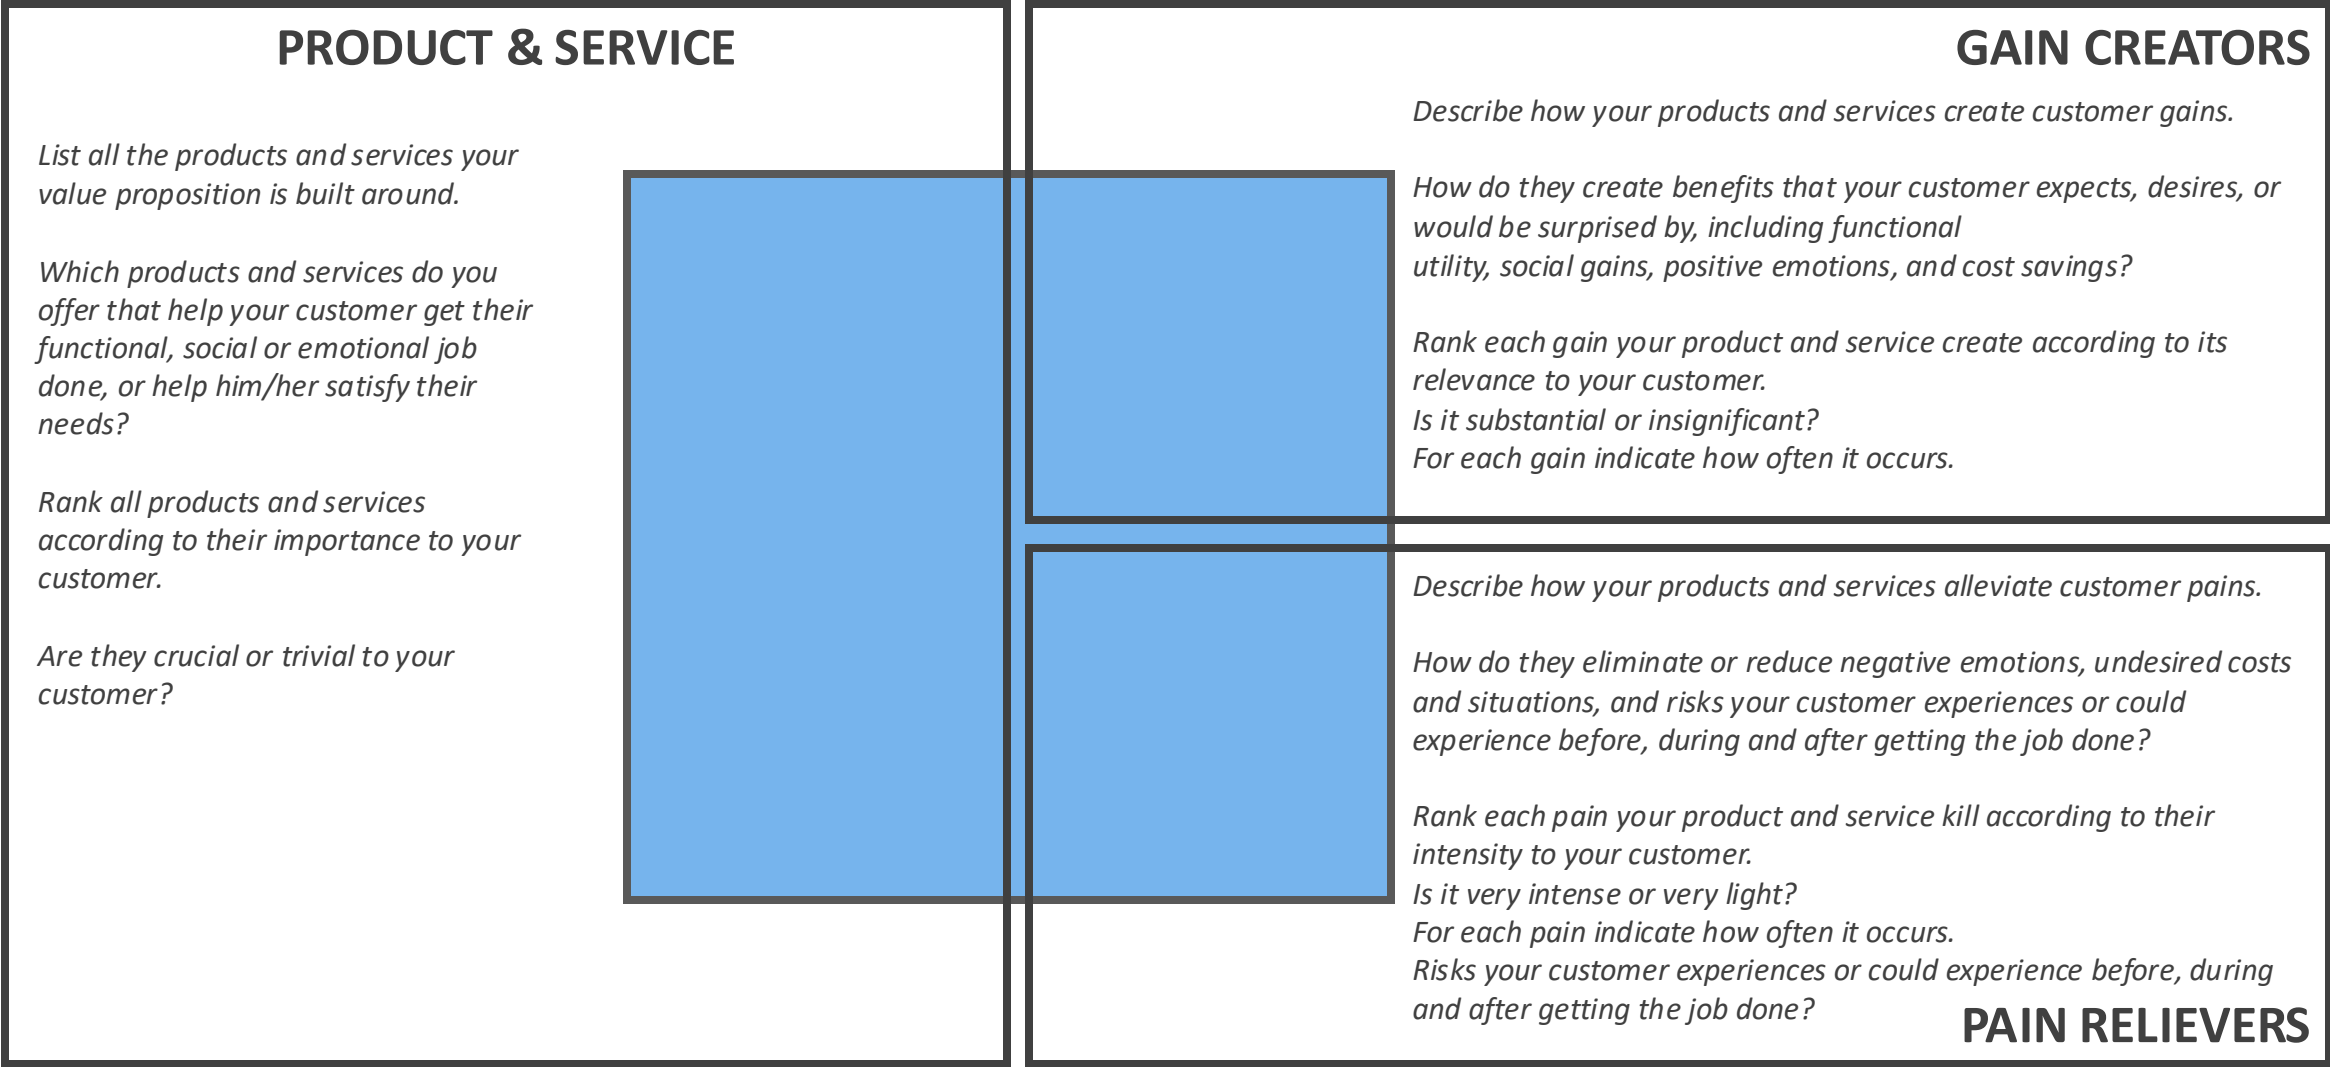 PRODUCT & SERVICE
List all the products and services your
value proposition is built around.
Which products and services do you
offer that help your customer get their
functional, social or emotional job
done, or help him/her satisfy their
needs?
Rank all products and services
according to their importance to your
customer.
Are they crucial or trivial to your
customer?
GAIN CREATORS
Describe how your products and services create customer gains.
How do they create benefits that your customer expects, desires, or
would be surprised by, including functional
utility, social gains, positive emotions, and cost savings?
Rank each gain your product and service create according to its
relevance to your customer.
Is it substantial or insignificant?
For each gain indicate how often it occurs.
Describe how your products and services alleviate customer pains.
How do they eliminate or reduce negative emotions, undesired costs
and situations, and risks your customer experiences or could
experience before, during and after getting the job done?
Rank each pain your product and service kill according to their
intensity to your customer.
Is it very intense or very light?
For each pain indicate how often it occurs.
Risks your customer experiences or could experience before, during
and after getting the job done?
PAIN RELIEVERS